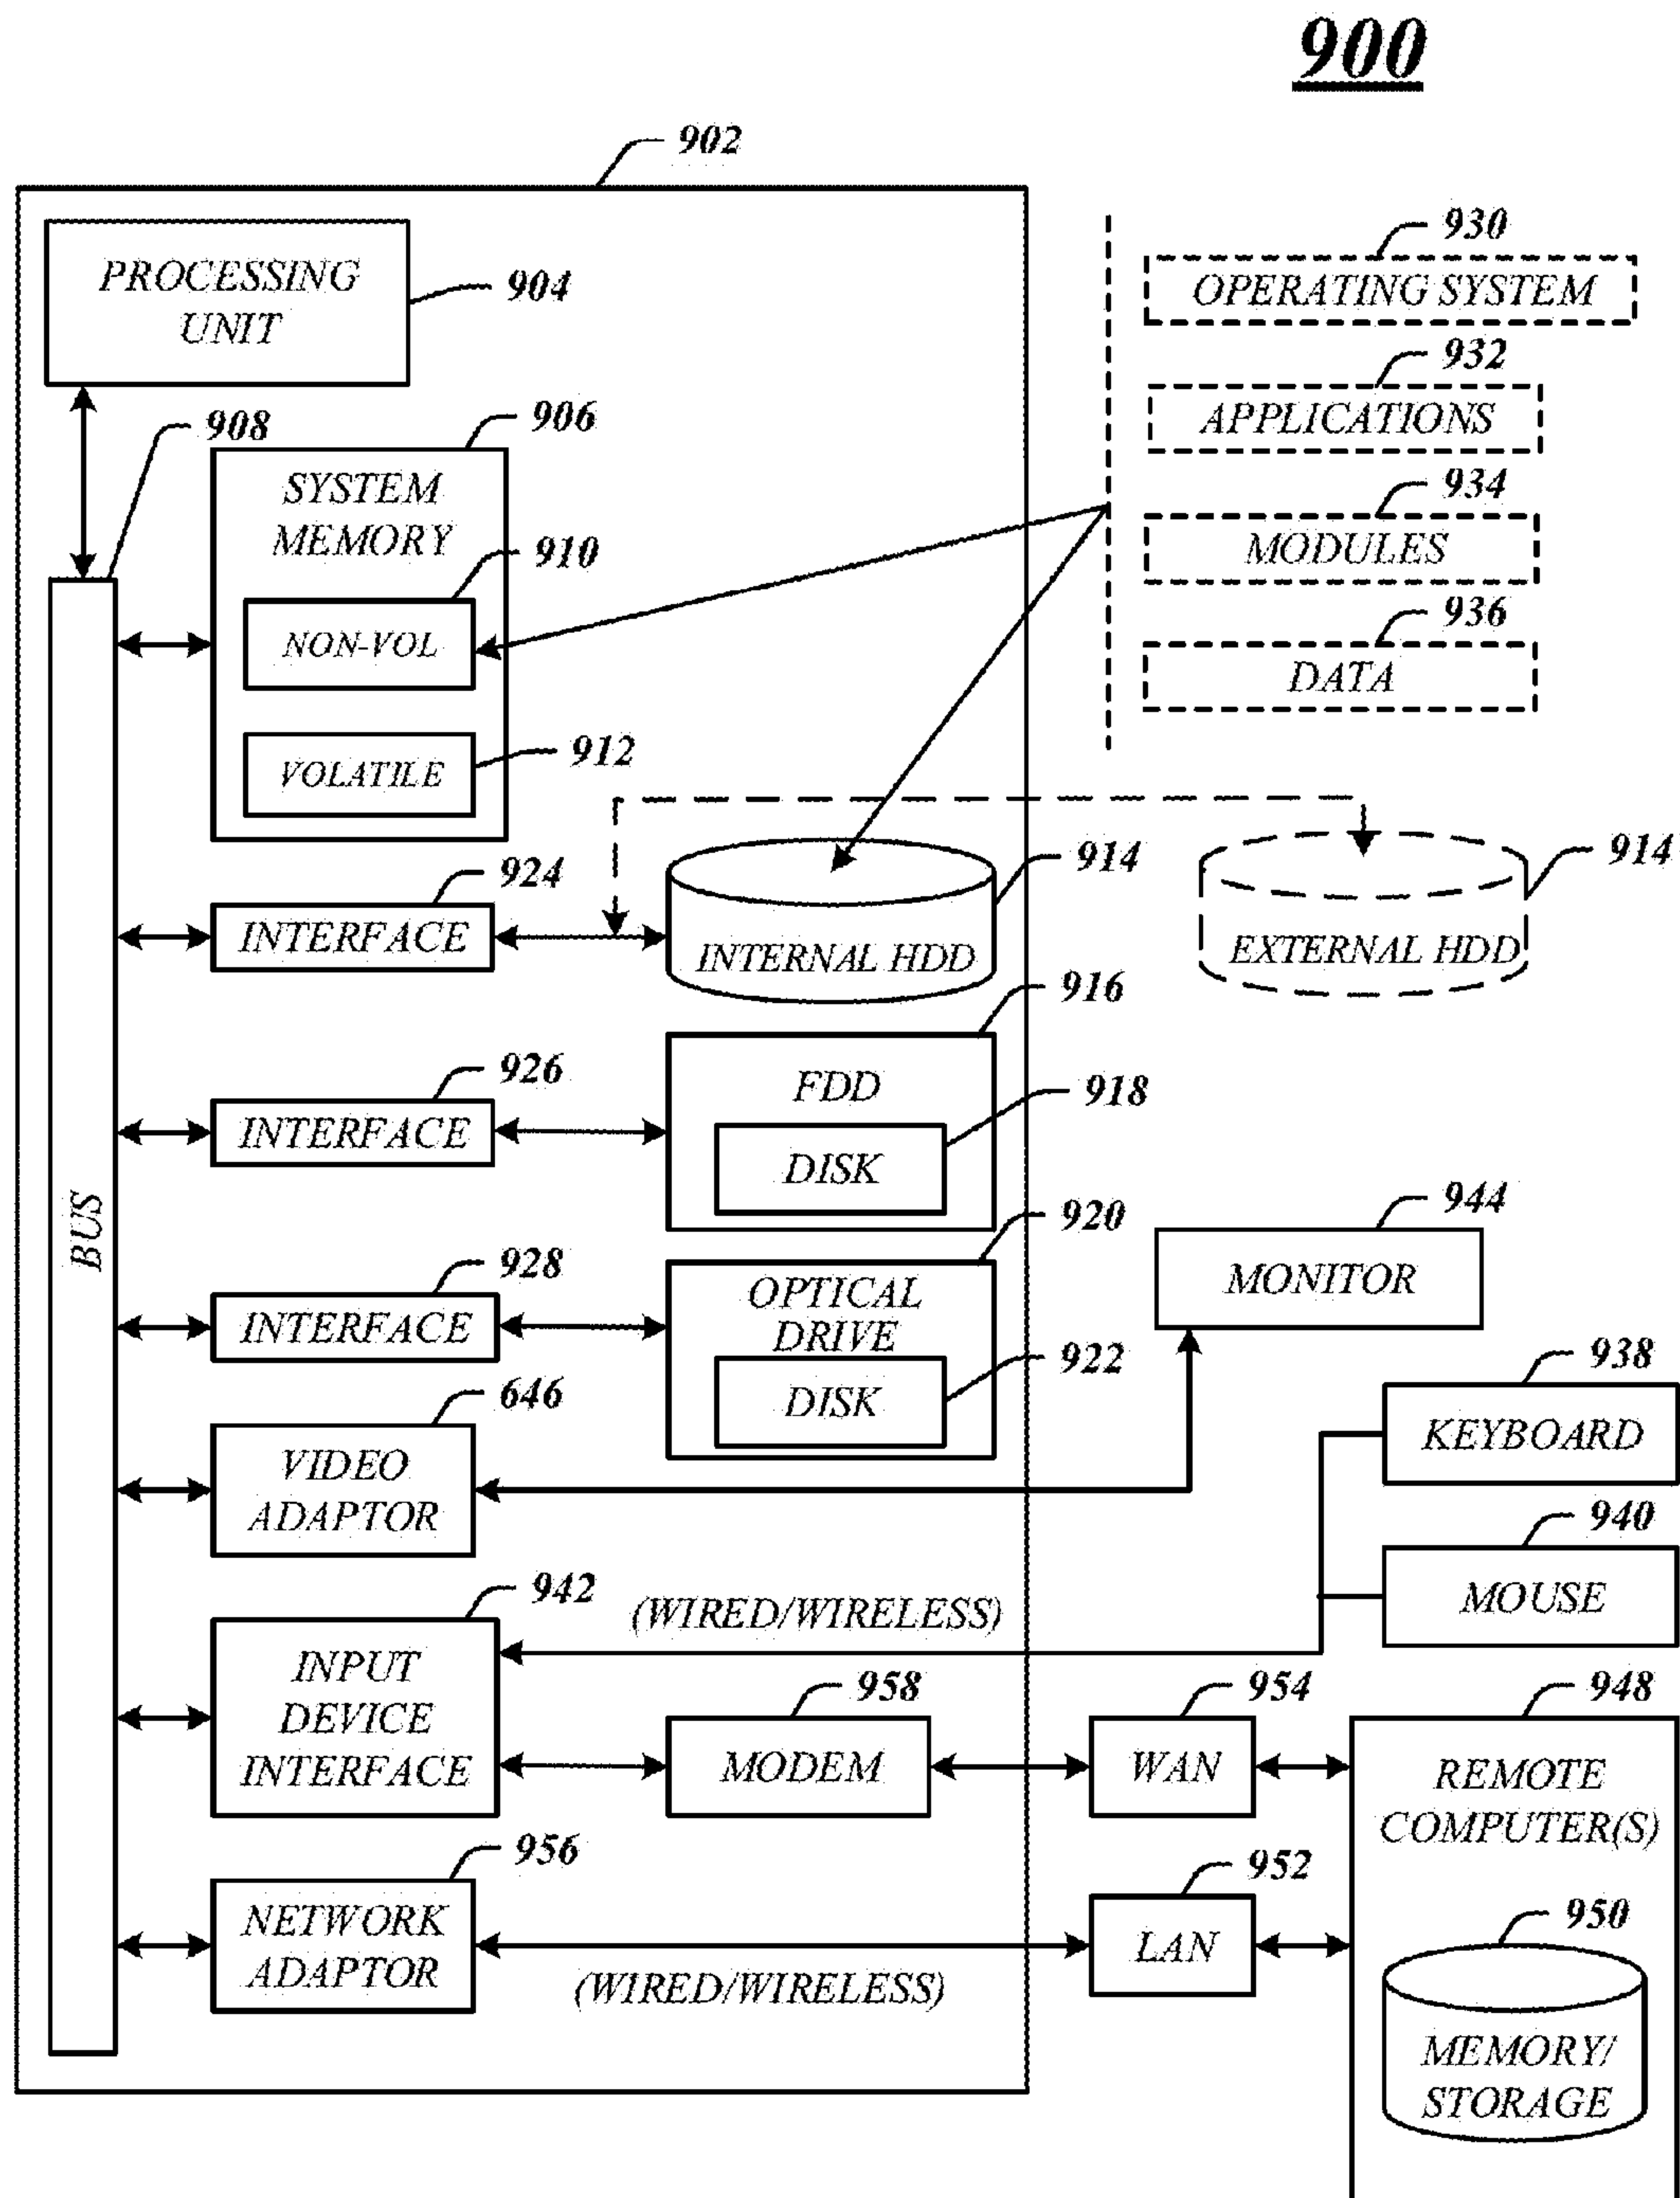 900
902
PROCESSING
UNIT
904
930
OPERATING SYSTEM
932
APPLICATIONS
934
MODULES
936
DATA
908
906
SYSTEM
MEMORY
910
NON-VOL
912
VOLATILE
924
INTERFACE
914
INTERNAL HDD
914
EXTERNAL HDD
926
INTERFACE
916
FDD
918
DISK
BUS
928
INTERFACE
920
OPTICAL
DRIVE
922
DISK
944
MONITOR
646
VIDEO
ADAPTOR
938
KEYBOARD
940
MOUSE
942
INPUT
DEVICE
INTERFACE
(WIRED/WIRELESS)
958
MODEM
954
WAN
948
REMOTE
COMPUTER(S)
956
NETWORK
ADAPTOR
(WIRED/WIRELESS)
952
LAN
950
MEMORY/
STORAGE